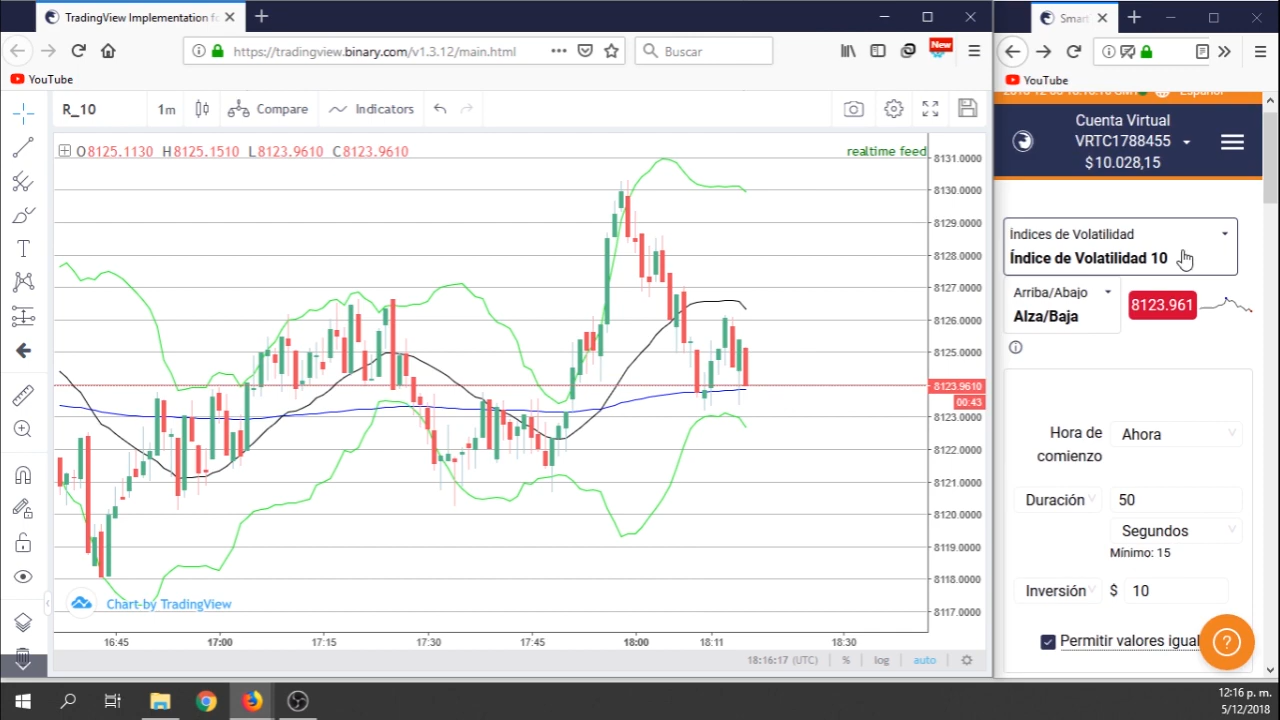 TradingView Implementation fo
https://tradingview.binary.com/v1.3.12/main.html
Buscar
New
YouTube
R_10
1m
Compare
Indicators
O8125.1130 H8125.1510 L8123.9610 C8123.9610
realtime feed
8131.0000
8130.0000
8129.0000
8128.0000
8127.0000
8126.0000
8125.0000
8123.9610
00:43
8123.0000
8122.0000
8121.0000
8120.0000
8119.0000
8118.0000
8117.0000
Chart-by TradingView
16:45
17:00
17:15
17:30
17:45
18:00
18:11
18:30
18:16:17 (UTC)
%
log
auto
Smart
YouTube
Español
Cuenta Virtual
VRTC1788455
$10.028,15
Índices de Volatilidad
Índice de Volatilidad 10
Arriba/Abajo
Alza/Baja
8123.961
Hora de comienzo
Ahora
Duración
50
Segundos
Mínimo: 15
Inversión
$
10
Permitir valores igual
?
12:16 p. m.
5/12/2018